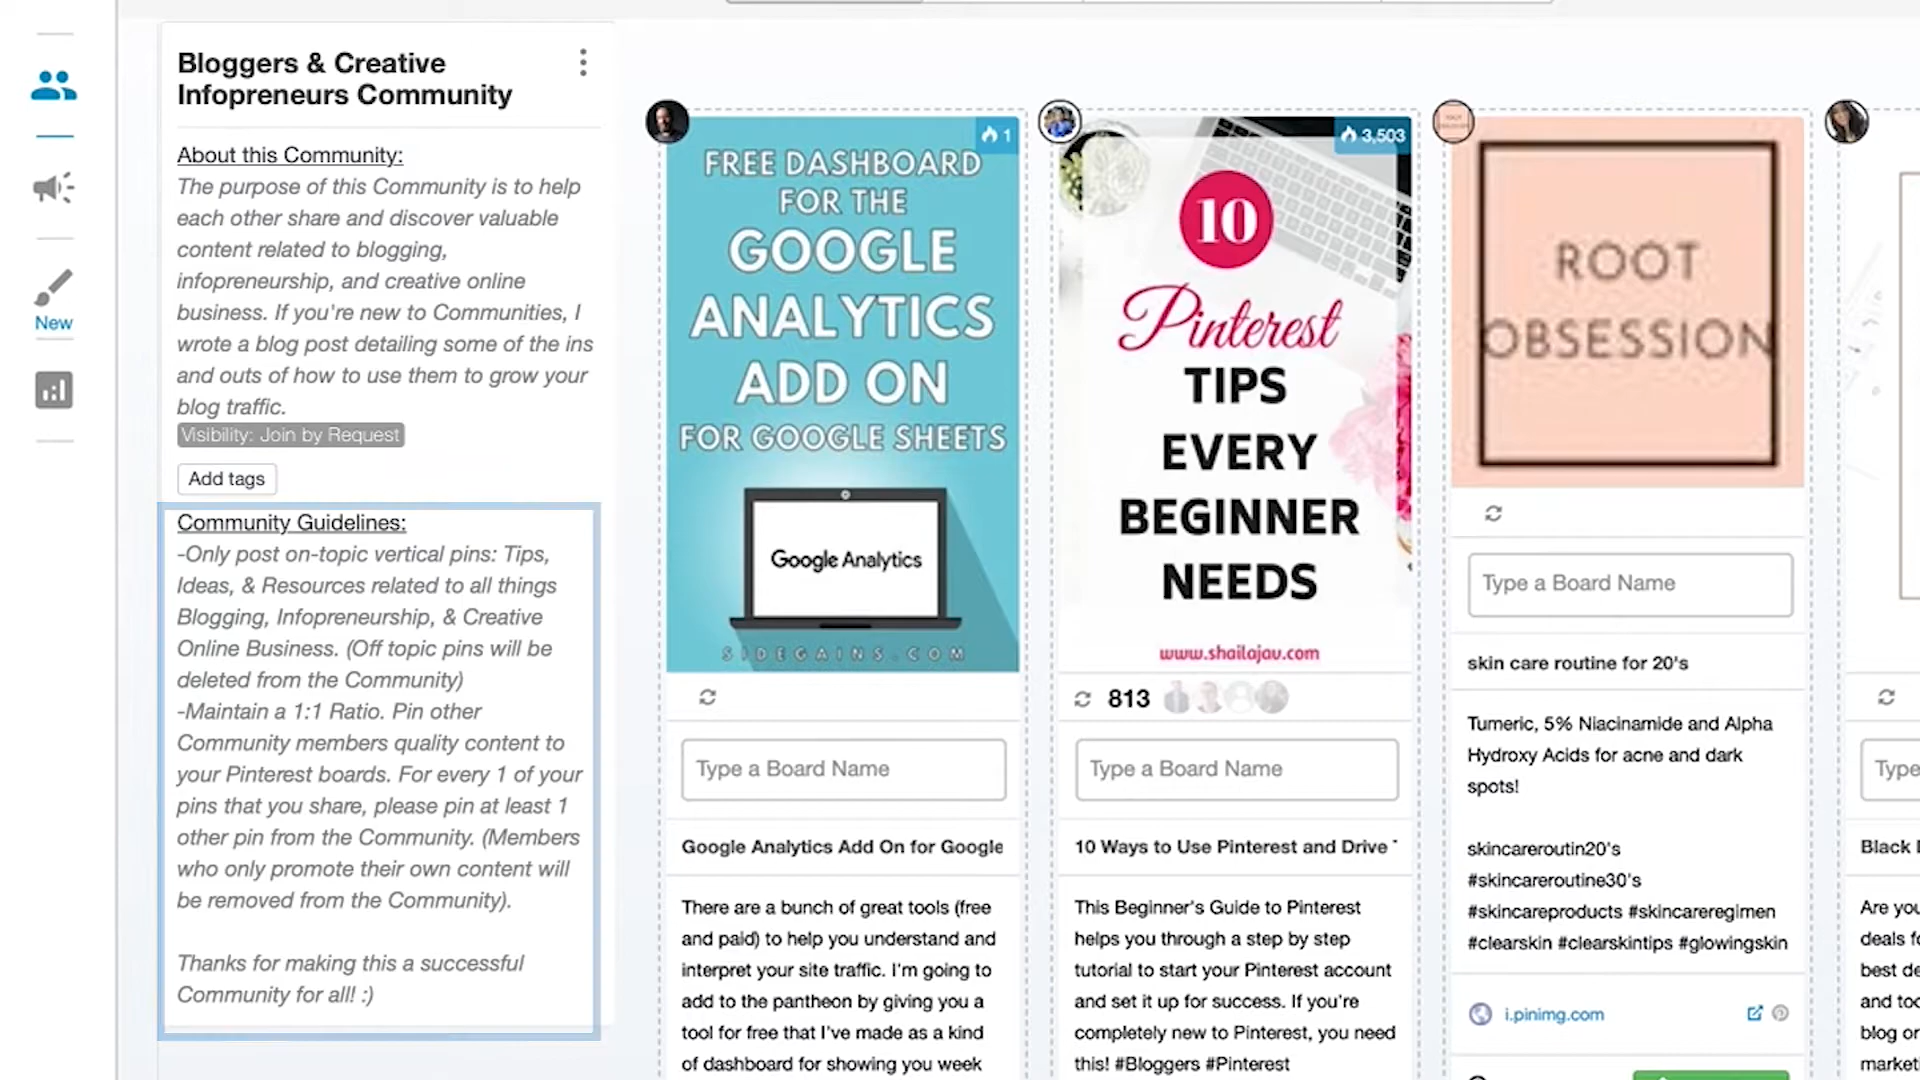 Bloggers & Creative
Infopreneurs Community
About this Community:
The purpose of this Community is to help
each other share and discover valuable
content related to blogging,
infopreneurship, and creative online
business. If you're new to Communities, I
wrote a blog post detailing some of the ins
and outs of how to use them to grow your
blog traffic.
Visibility: Join by Request
Add tags
Community Guidelines:
-Only post on-topic vertical pins: Tips,
Ideas, & Resources related to all things
Blogging, Infopreneurship, & Creative
Online Business. (Off topic pins will be
deleted from the Community)
-Maintain a 1:1 Ratio. Pin other
Community members quality content to
your Pinterest boards. For every 1 of your
pins that you share, please pin at least 1
other pin from the Community. (Members
who only promote their own content will
be removed from the Community).
Thanks for making this a successful
Community for all! :)
New
1
FREE DASHBOARD
FOR THE
GOOGLE
ANALYTICS
ADD ON
FOR GOOGLE SHEETS
Google Analytics
SIDEGAINS.COM
Type a Board Name
Google Analytics Add On for Google
There are a bunch of great tools (free
and paid) to help you understand and
interpret your site traffic. I'm going to
add to the pantheon by giving you a
tool for free that I've made as a kind
of dashboard for showing you week
3,503
10
Pinterest
TIPS
EVERY
BEGINNER
NEEDS
www.shailajav.com
813
Type a Board Name
10 Ways to Use Pinterest and Drive
This Beginner's Guide to Pinterest
helps you through a step by step
tutorial to start your Pinterest account
and set it up for success. If you're
completely new to Pinterest, you need
this! #Bloggers #Pinterest
ROOT
OBSESSION
Type a Board Name
skin care routine for 20's
Tumeric, 5% Niacinamide and Alpha
Hydroxy Acids for acne and dark
spots!
skincareroutin20's
#skincareroutine30's
#skincareproducts #skincareregimen
#clearskin #clearskintips #glowingskin
i.pinimg.com
Type
Black
Are you
deals fo
best de
and too
blog or
market